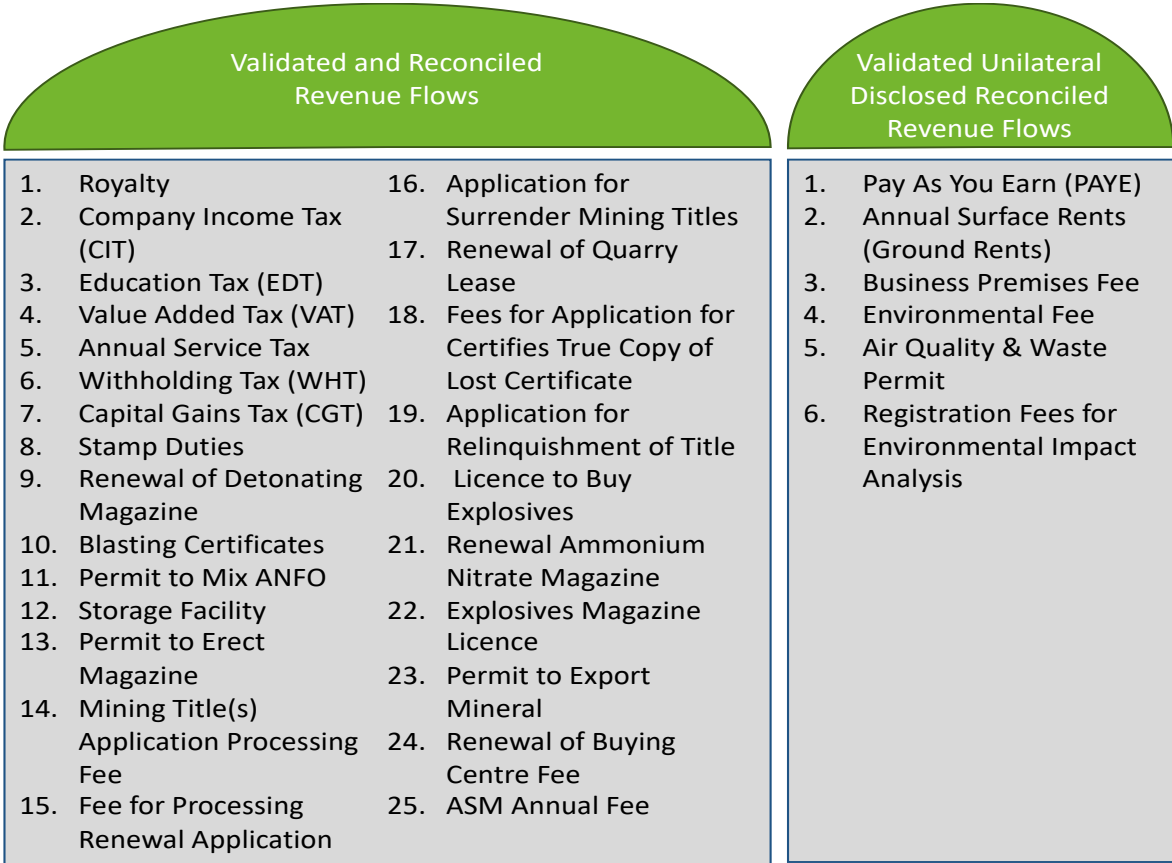 Validated and Reconciled
Revenue Flows
1. Royalty
2. Company Income Tax
(CIT)
3. Education Tax (EDT)
4. Value Added Tax (VAT)
5. Annual Service Tax
6. Withholding Tax (WHT)
7. Capital Gains Tax (CGT)
8. Stamp Duties
9. Renewal of Detonating
Magazine
10. Blasting Certificates
11. Permit to Mix ANFO
12. Storage Facility
13. Permit to Erect
Magazine
14. Mining Title(s)
Application Processing
Fee
15. Fee for Processing
Renewal Application
16. Application for
Surrender Mining Titles
17. Renewal of Quarry
Lease
18. Fees for Application for
Certifies True Copy of
Lost Certificate
19. Application for
Relinquishment of Title
20. Licence to Buy
Explosives
21. Renewal Ammonium
Nitrate Magazine
22. Explosives Magazine
Licence
23. Permit to Export
Mineral
24. Renewal of Buying
Centre Fee
25. ASM Annual Fee
Validated Unilateral
Disclosed Reconciled
Revenue Flows
1. Pay As You Earn (PAYE)
2. Annual Surface Rents
(Ground Rents)
3. Business Premises Fee
4. Environmental Fee
5. Air Quality & Waste
Permit
6. Registration Fees for
Environmental Impact
Analysis